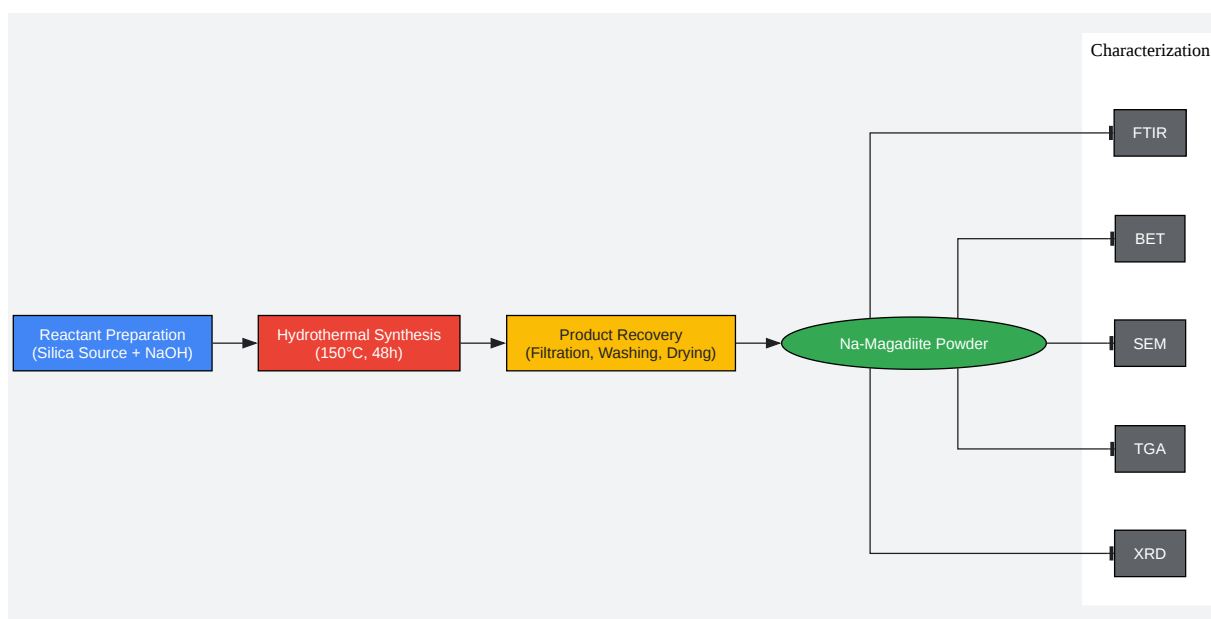 Characterization
FTIR
BET
Reactant Preparation
(Silica Source + NaOH)
Hydrothermal Synthesis
(150°C, 48h)
Product Recovery
(Filtration, Washing, Drying)
Na-Magadiite Powder
SEM
TGA
XRD